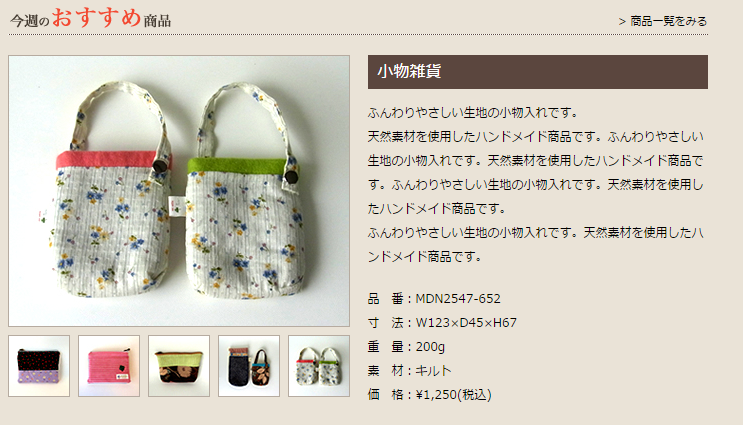 今週のおすすめ商品
> 商品一覧をみる
小物雑貨
ふんわりやさしい生地の小物入れです。
天然素材を使用したハンドメイド商品です。ふんわりやさしい
生地の小物入れです。天然素材を使用したハンドメイド商品で
す。ふんわりやさしい生地の小物入れです。天然素材を使用し
たハンドメイド商品です。
ふんわりやさしい生地の小物入れです。天然素材を使用したハ
ンドメイド商品です。
品　番：MDN2547-652
寸　法：W123×D45×H67
重　量：200g
素　材：キルト
価　格：¥1,250(税込)